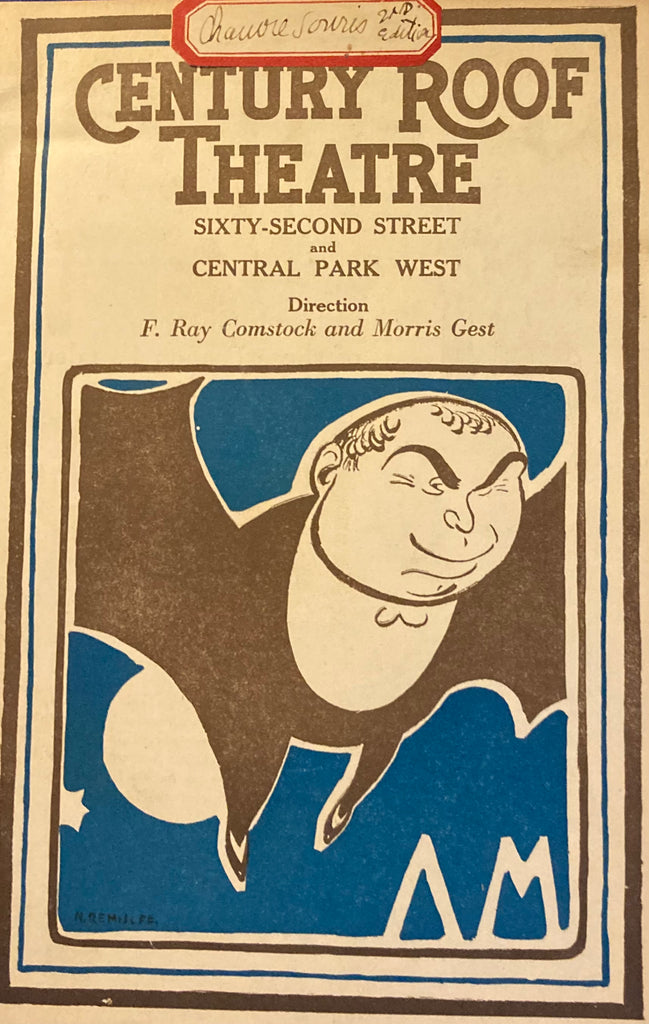 Chauve Souris 2nd Edition
CENTURY ROOF
THEATRE
SIXTY-SECOND STREET
and
CENTRAL PARK WEST
Direction
F. Ray Comstock and Morris Gest
ΛM